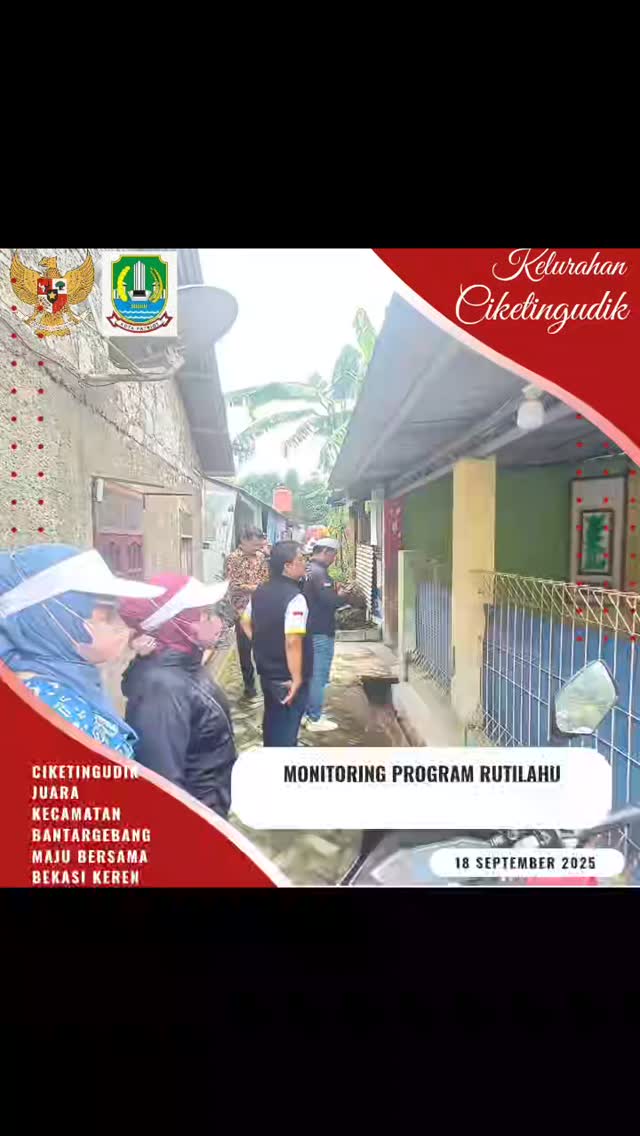 Kelurahan
Ciketingudik
CIKETINGUDIK
JUARA
KECAMATAN
BANTARGEBANG
MAJU BERSAMA
BEKASI KEREN
MONITORING PROGRAM RUTILAHU
18 SEPTEMBER 2025